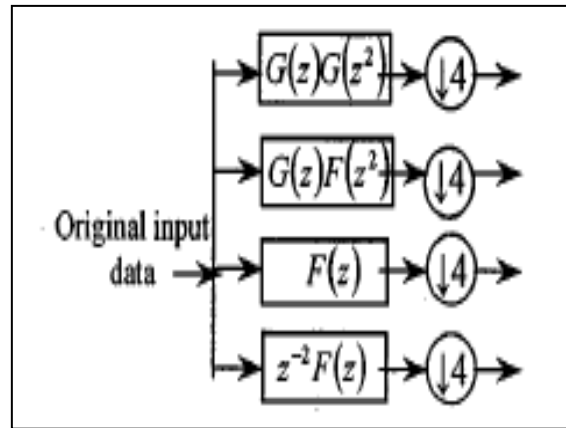 G(z)G(z²) ↓4
G(z)F(z²) ↓4
Original input
data
F(z) ↓4
z⁻²F(z) ↓4